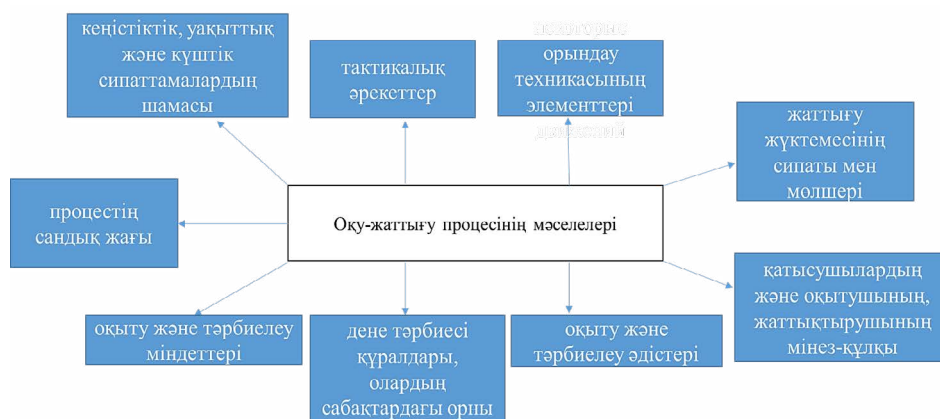 кеңістіктік, уақыттық
және күштік
сипаттамалардың
шамасы
тактикалық
әрекеттер
орындау
техникасының
элементтері
жаттығу
жүктемесінің
сипаты мен
молшері
процестің
сандық жағы
Оқу-жаттығу процесінің мәселелері
оқыту және тәрбиелеу
міндеттері
дене тәрбиесі
құралдары,
олардың
сабақтардағы орны
оқыту және
тәрбиелеу әдістері
қатысушылардың
және оқытушының,
жаттықтырушының
мінез-құлқы